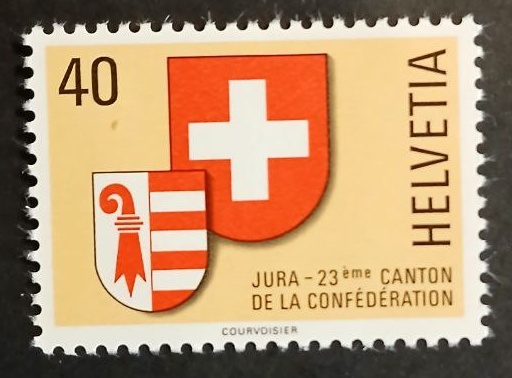 40
HELVETIA
JURA - 23ème CANTON
DE LA CONFÉDÉRATION
COURVOISIER